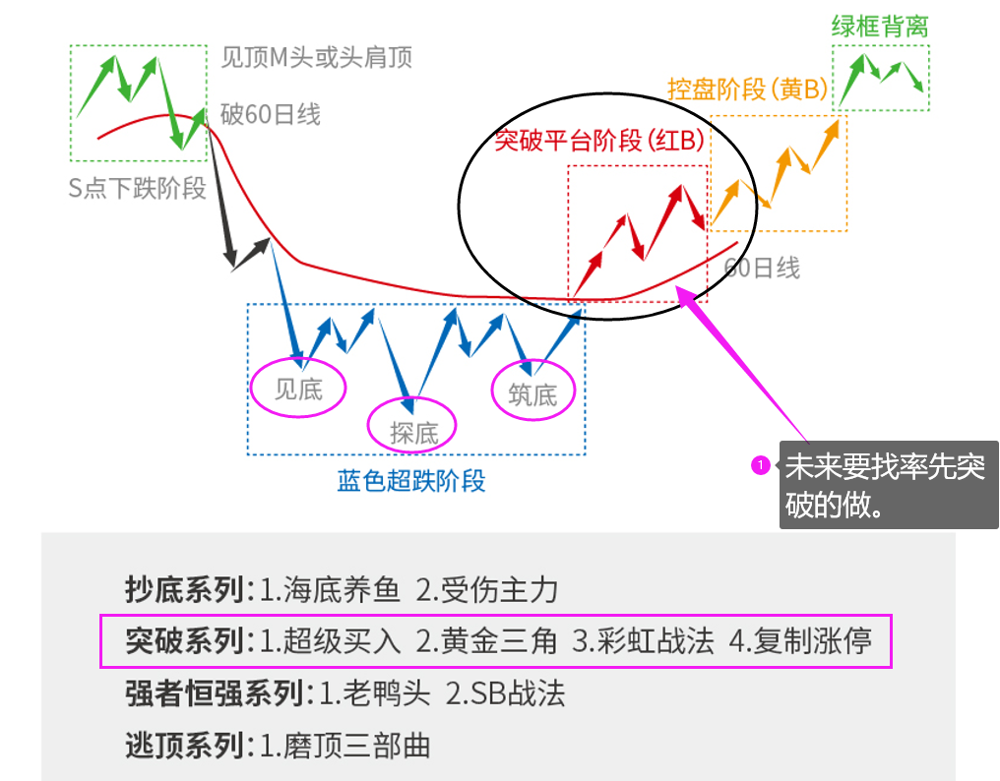 绿框背离
见顶M头或头肩顶
控盘阶段(黄B)
破60日线
突破平台阶段(红B)
S点下跌阶段
60日线
见底
筑底
探底
1
未来要找率先突
破的做。
蓝色超跌阶段
抄底系列:1.海底养鱼 2.受伤主力
突破系列:1.超级买入 2.黄金三角 3.彩虹战法 4.复制涨停
强者恒强系列:1.老鸭头 2.SB战法
逃顶系列:1.磨顶三部曲